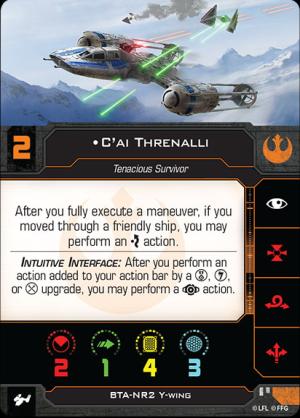 2
•C'ai Threnalli
Tenacious Survivor
After you fully execute a maneuver, if you
moved through a friendly ship, you may
perform an action.
Intuitive Interface: After you perform an
action added to your action bar by a , ,
or upgrade, you may perform a action.
2 1 4 3
BTA-NR2 Y-wing
©LFL ©FFG